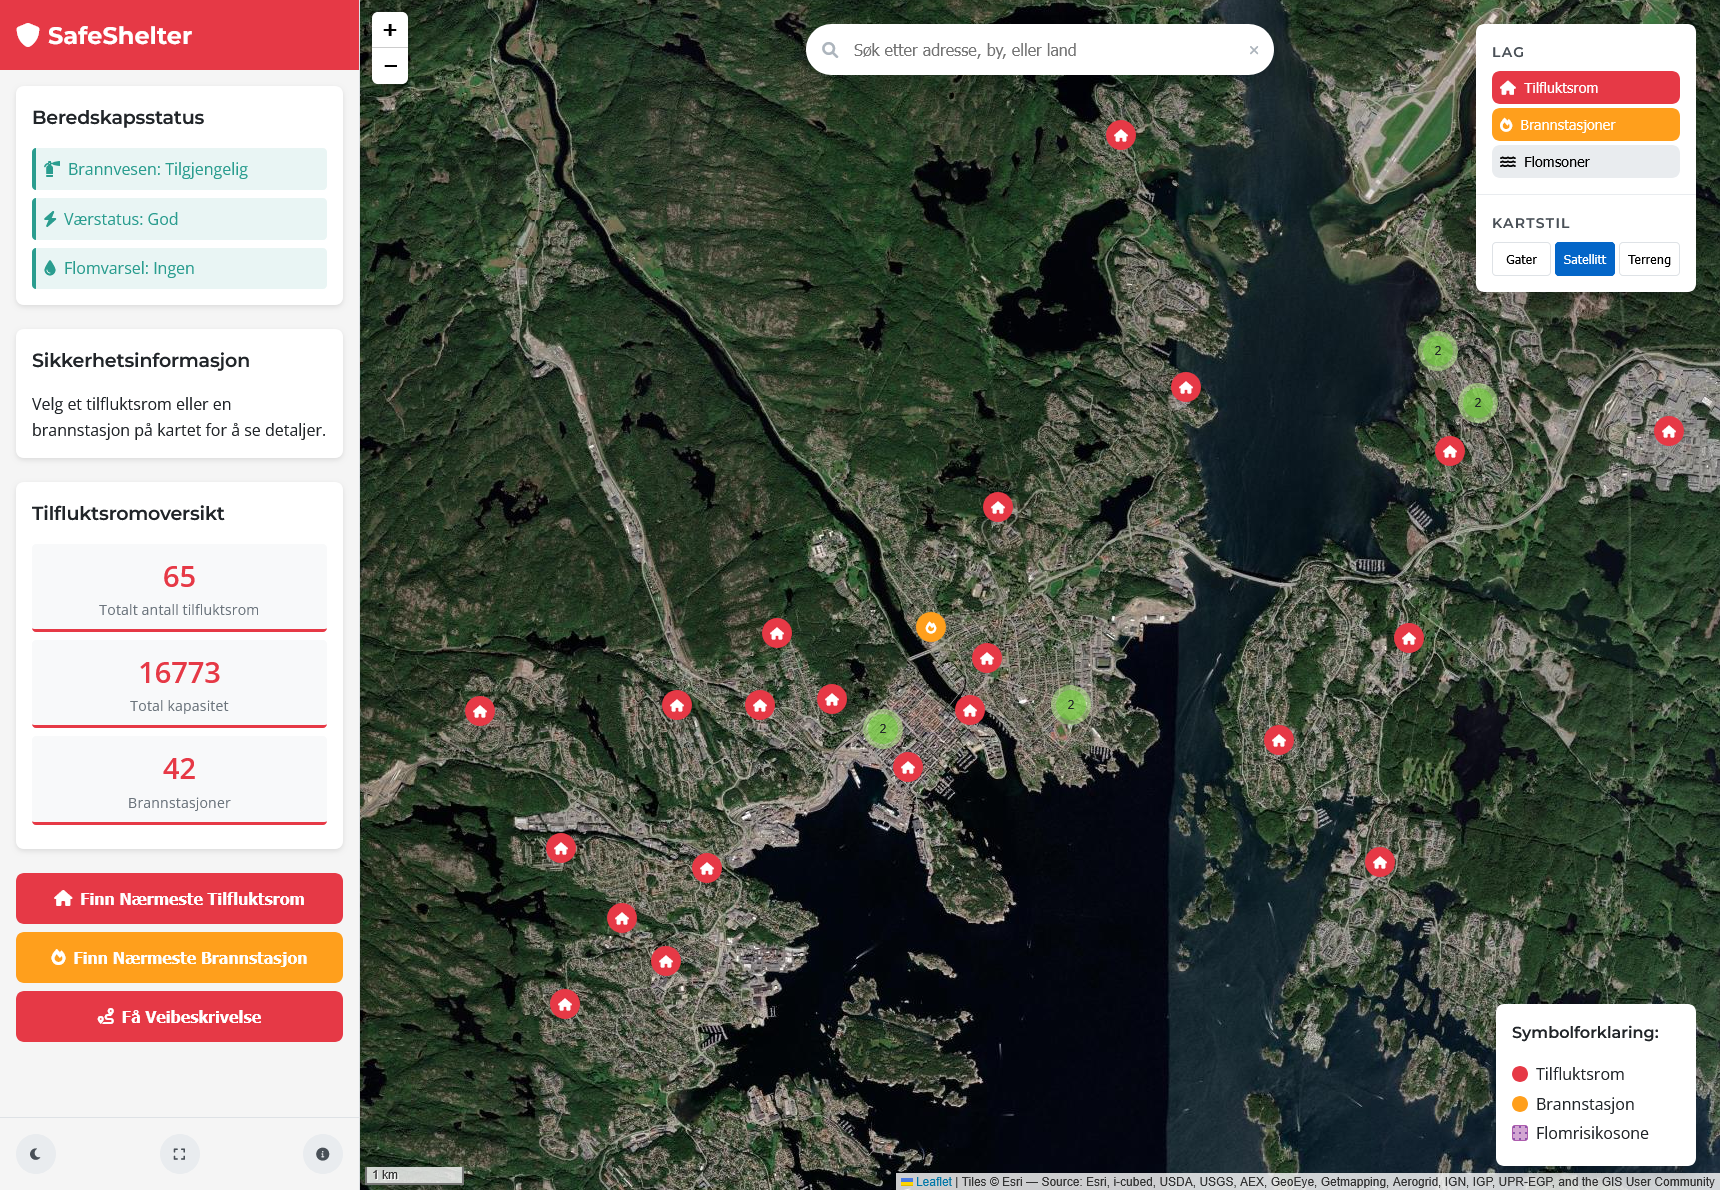 SafeShelter
Beredskapsstatus
Brannvesen: Tilgjengelig
Værstatus: God
Flomvarsel: Ingen
Sikkerhetsinformasjon
Velg et tilfluktsrom eller en
brannstasjon på kartet for å se detaljer.
Tilfluktsromoversikt
65
Totalt antall tilfluktsrom
16773
Total kapasitet
42
Brannstasjoner
Finn Nærmeste Tilfluktsrom
Finn Nærmeste Brannstasjon
Få Veibeskrivelse
+
−
Søk etter adresse, by, eller land
×
LAG
Tilfluktsrom
Brannstasjoner
Flomsoner
KARTSTIL
Gater
Satellitt
Terreng
2
2
2
2
Symbolforklaring:
Tilfluktsrom
Brannstasjon
Flomrisikosone
1 km
Leaflet | Tiles © Esri — Source: Esri, i-cubed, USDA, USGS, AEX, GeoEye, Getmapping, Aerogrid, IGN, IGP, UPR-EGP, and the GIS User Community